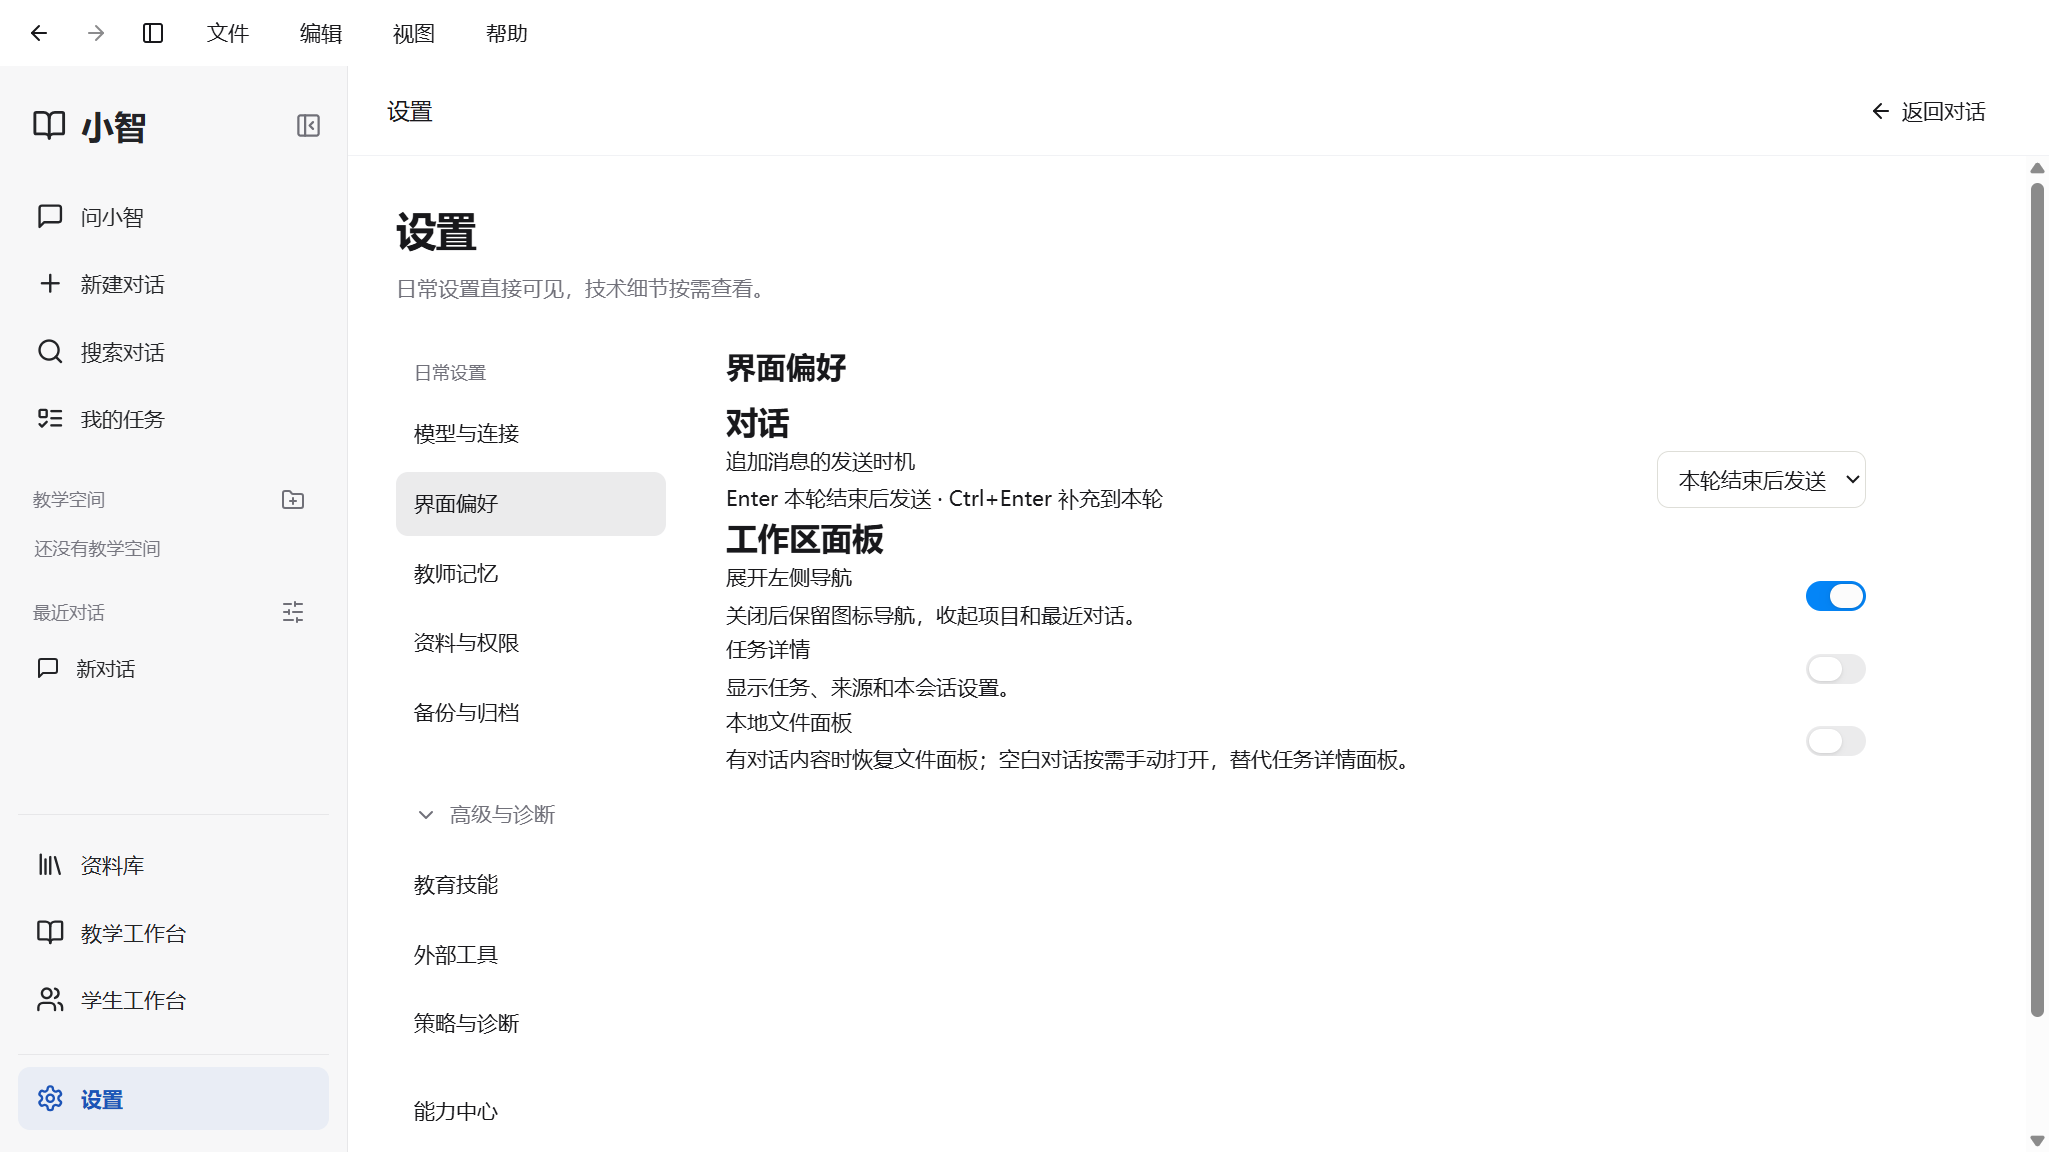 文件 编辑 视图 帮助
小智
问小智
新建对话
搜索对话
我的任务
教学空间
还没有教学空间
最近对话
新对话
资料库
教学工作台
学生工作台
设置
设置
返回对话
设置
日常设置直接可见，技术细节按需查看。
日常设置
模型与连接
界面偏好
教师记忆
资料与权限
备份与归档
高级与诊断
教育技能
外部工具
策略与诊断
能力中心
界面偏好
对话
追加消息的发送时机
Enter 本轮结束后发送 · Ctrl+Enter 补充到本轮
本轮结束后发送
工作区面板
展开左侧导航
关闭后保留图标导航，收起项目和最近对话。
任务详情
显示任务、来源和本会话设置。
本地文件面板
有对话内容时恢复文件面板；空白对话按需手动打开，替代任务详情面板。